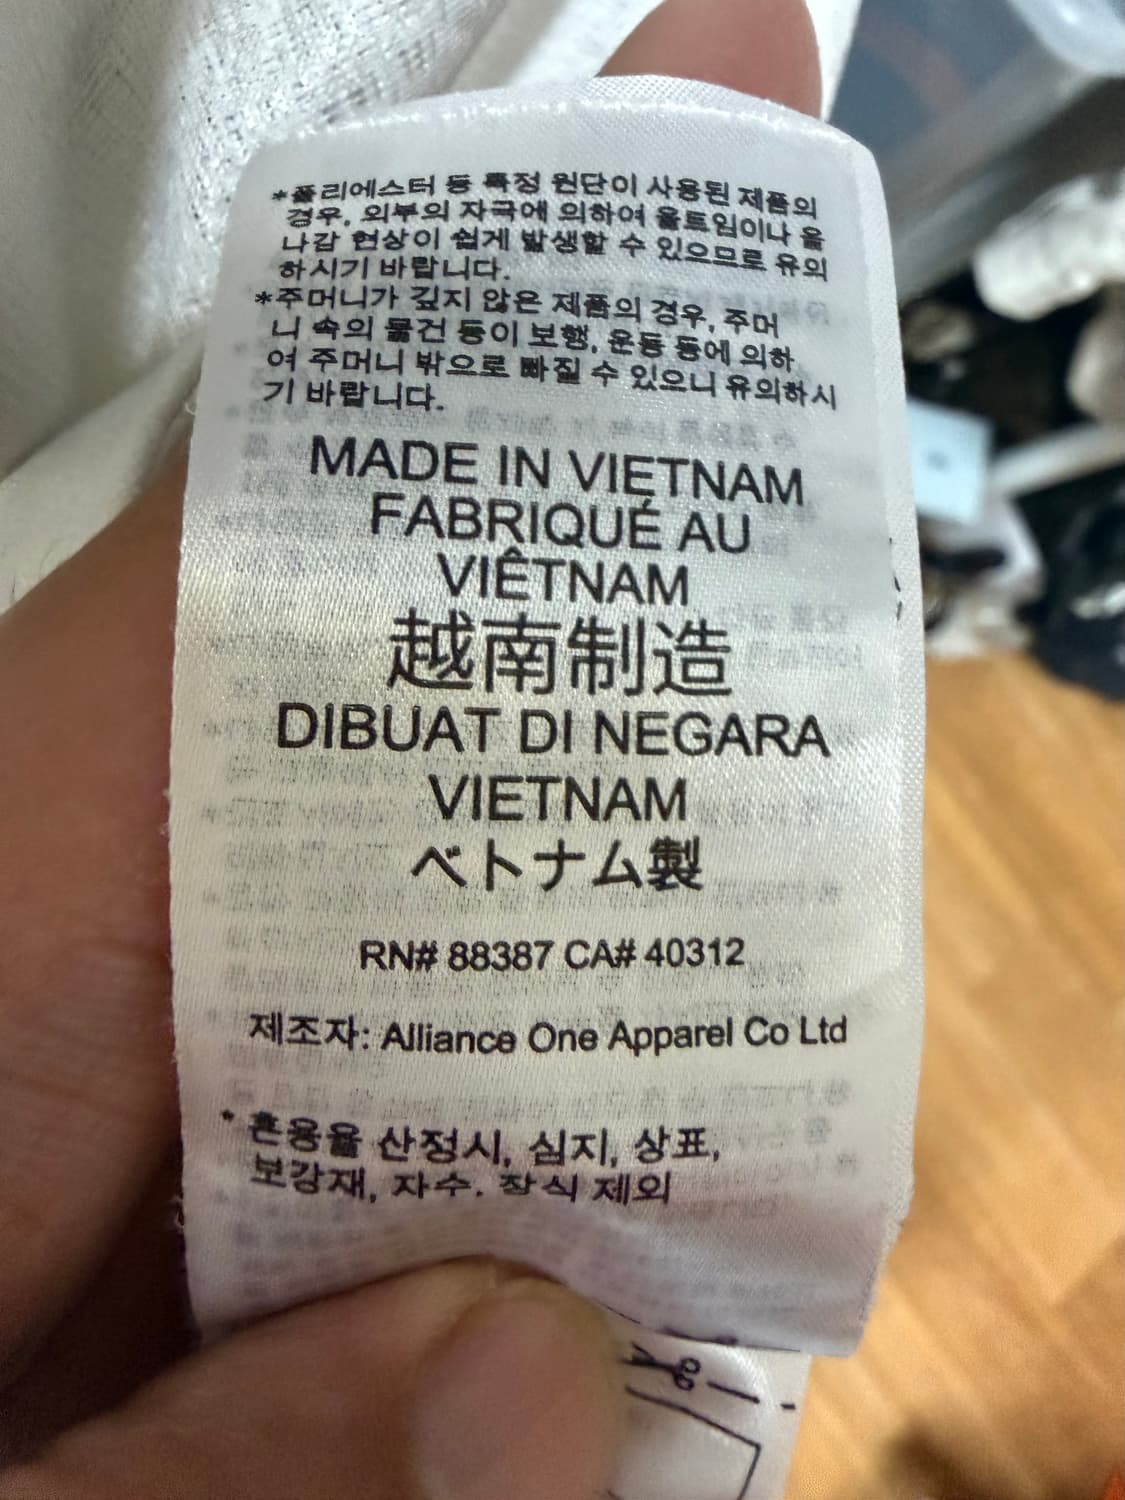 *폴리에스터 등 특정 원단이 사용된 제품의
경우, 외부의 자극에 의하여 올트임이나 올
나감 현상이 쉽게 발생할 수 있으므로 유의
하시기 바랍니다.
*주머니가 깊지 않은 제품의 경우, 주머
니 속의 물건 등이 보행, 운동 등에 의하
여 주머니 밖으로 빠질 수 있으니 유의하시
기 바랍니다.
MADE IN VIETNAM
FABRIQUÉ AU
VIÊTNAM
越南制造
DIBUAT DI NEGARA
VIETNAM
ベトナム製
RN# 88387 CA# 40312
제조자: Alliance One Apparel Co Ltd
* 혼용율 산정시, 심지, 상표,
보강재, 자수. 장식 제외